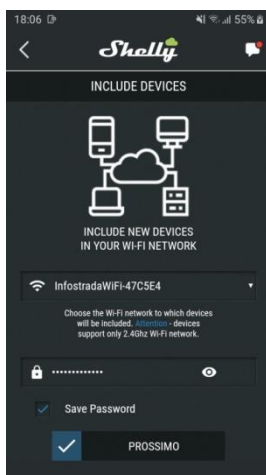 18:06 55%
Shelly
INCLUDE DEVICES
INCLUDE NEW DEVICES
IN YOUR WI-FI NETWORK
InfostradaWiFi-47C5E4
Choose the Wi-Fi network to which devices
will be included. Attention - devices
support only 2.4Ghz Wi-Fi network.
•••••••••••••
Save Password
PROSSIMO